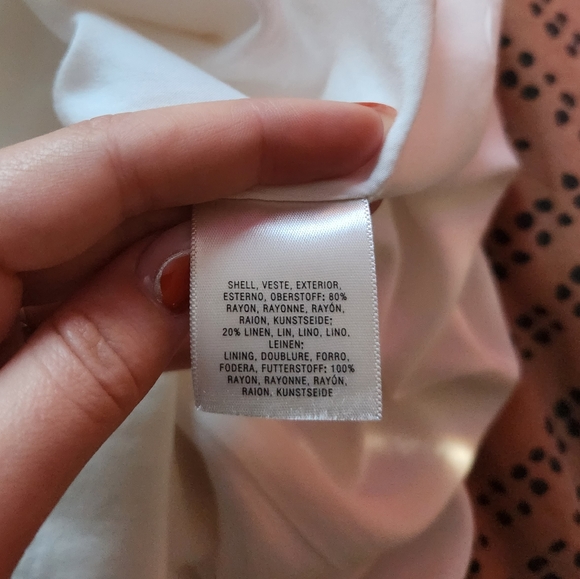 SHELL, VESTE, EXTERIOR,
ESTERNO, OBERSTOFF: 80%
RAYON, RAYONNE, RAYÓN,
RAION, KUNSTSEIDE;
20% LINEN, LIN, LINO, LINO,
LEINEN;
LINING, DOUBLURE, FORRO,
FODERA, FUTTERSTOFF: 100%
RAYON, RAYONNE, RAYÓN,
RAION, KUNSTSEIDE